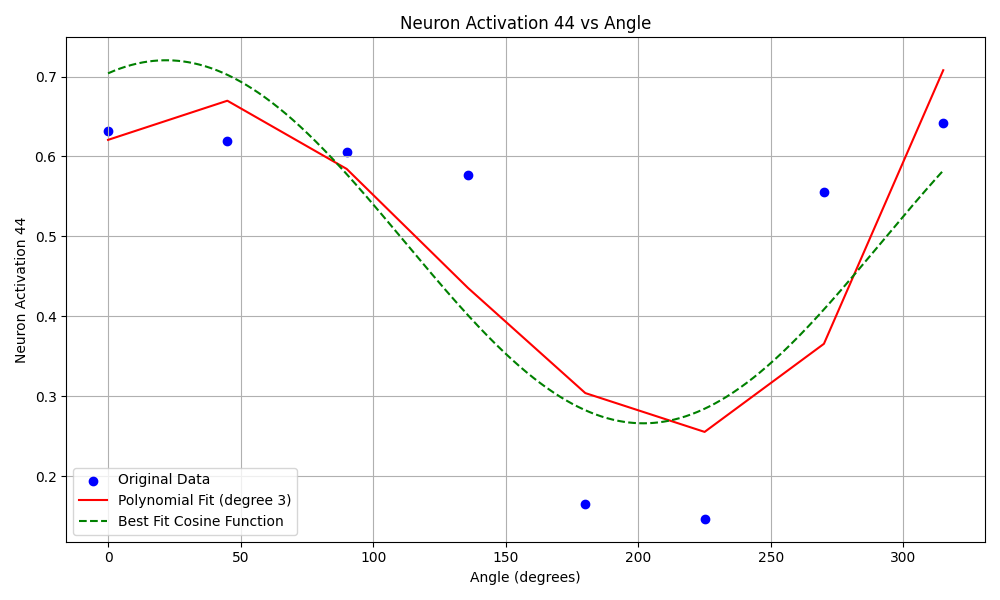 Neuron Activation 44 vs Angle
Neuron Activation 44
0.7
0.6
0.5
0.4
0.3
0.2
Original Data
Polynomial Fit (degree 3)
Best Fit Cosine Function
0 50 100 150 200 250 300
Angle (degrees)